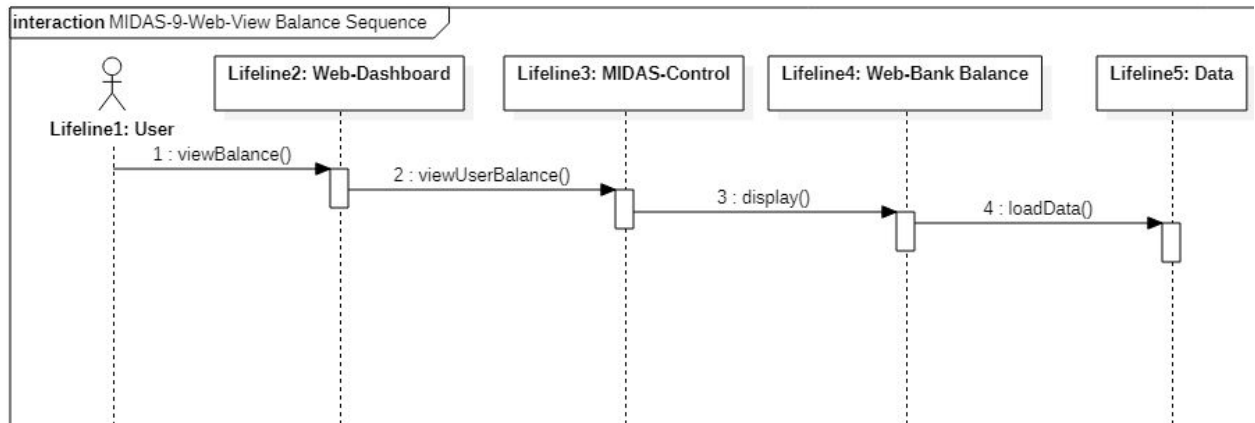 interaction MIDAS-9-Web-View Balance Sequence
Lifeline2: Web-Dashboard
Lifeline3: MIDAS-Control
Lifeline4: Web-Bank Balance
Lifeline5: Data
Lifeline1: User
1 : viewBalance()
2 : viewUserBalance()
3 : display()
4 : loadData()